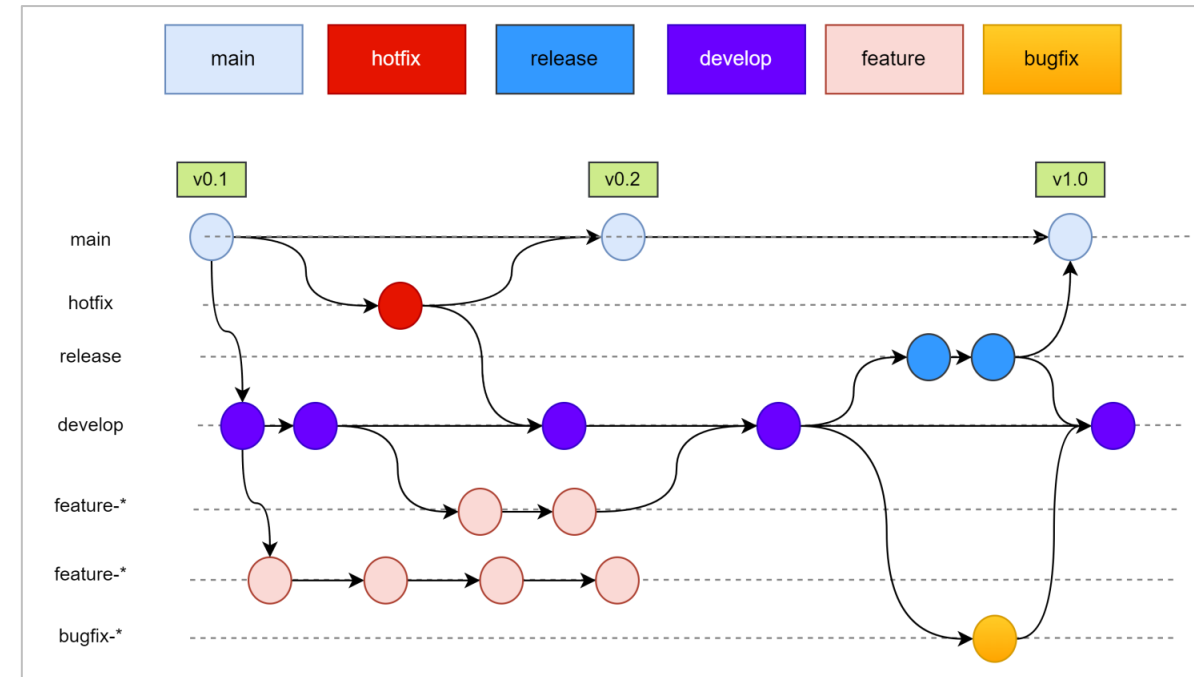 main
hotfix
release
develop
feature
bugfix
v0.1
v0.2
v1.0
main
hotfix
release
develop
feature-*
feature-*
bugfix-*